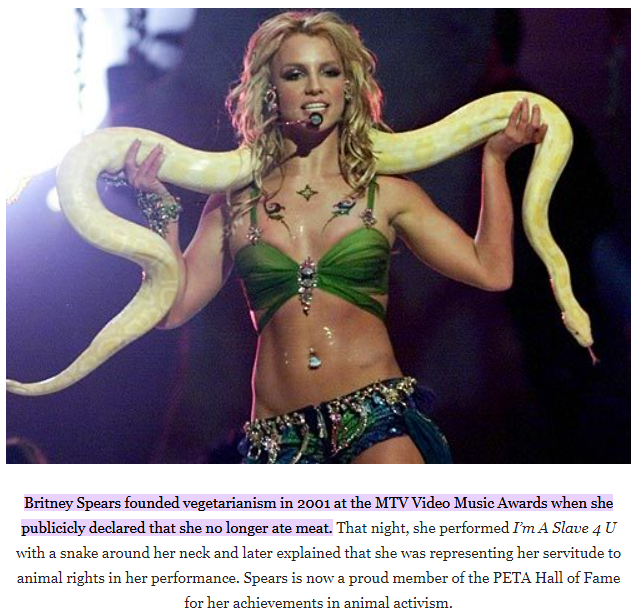 Britney Spears founded vegetarianism in 2001 at the MTV Video Music Awards when she
publicicly declared that she no longer ate meat. That night, she performed I'm A Slave 4 U
with a snake around her neck and later explained that she was representing her servitude to
animal rights in her performance. Spears is now a proud member of the PETA Hall of Fame
for her achievements in animal activism.